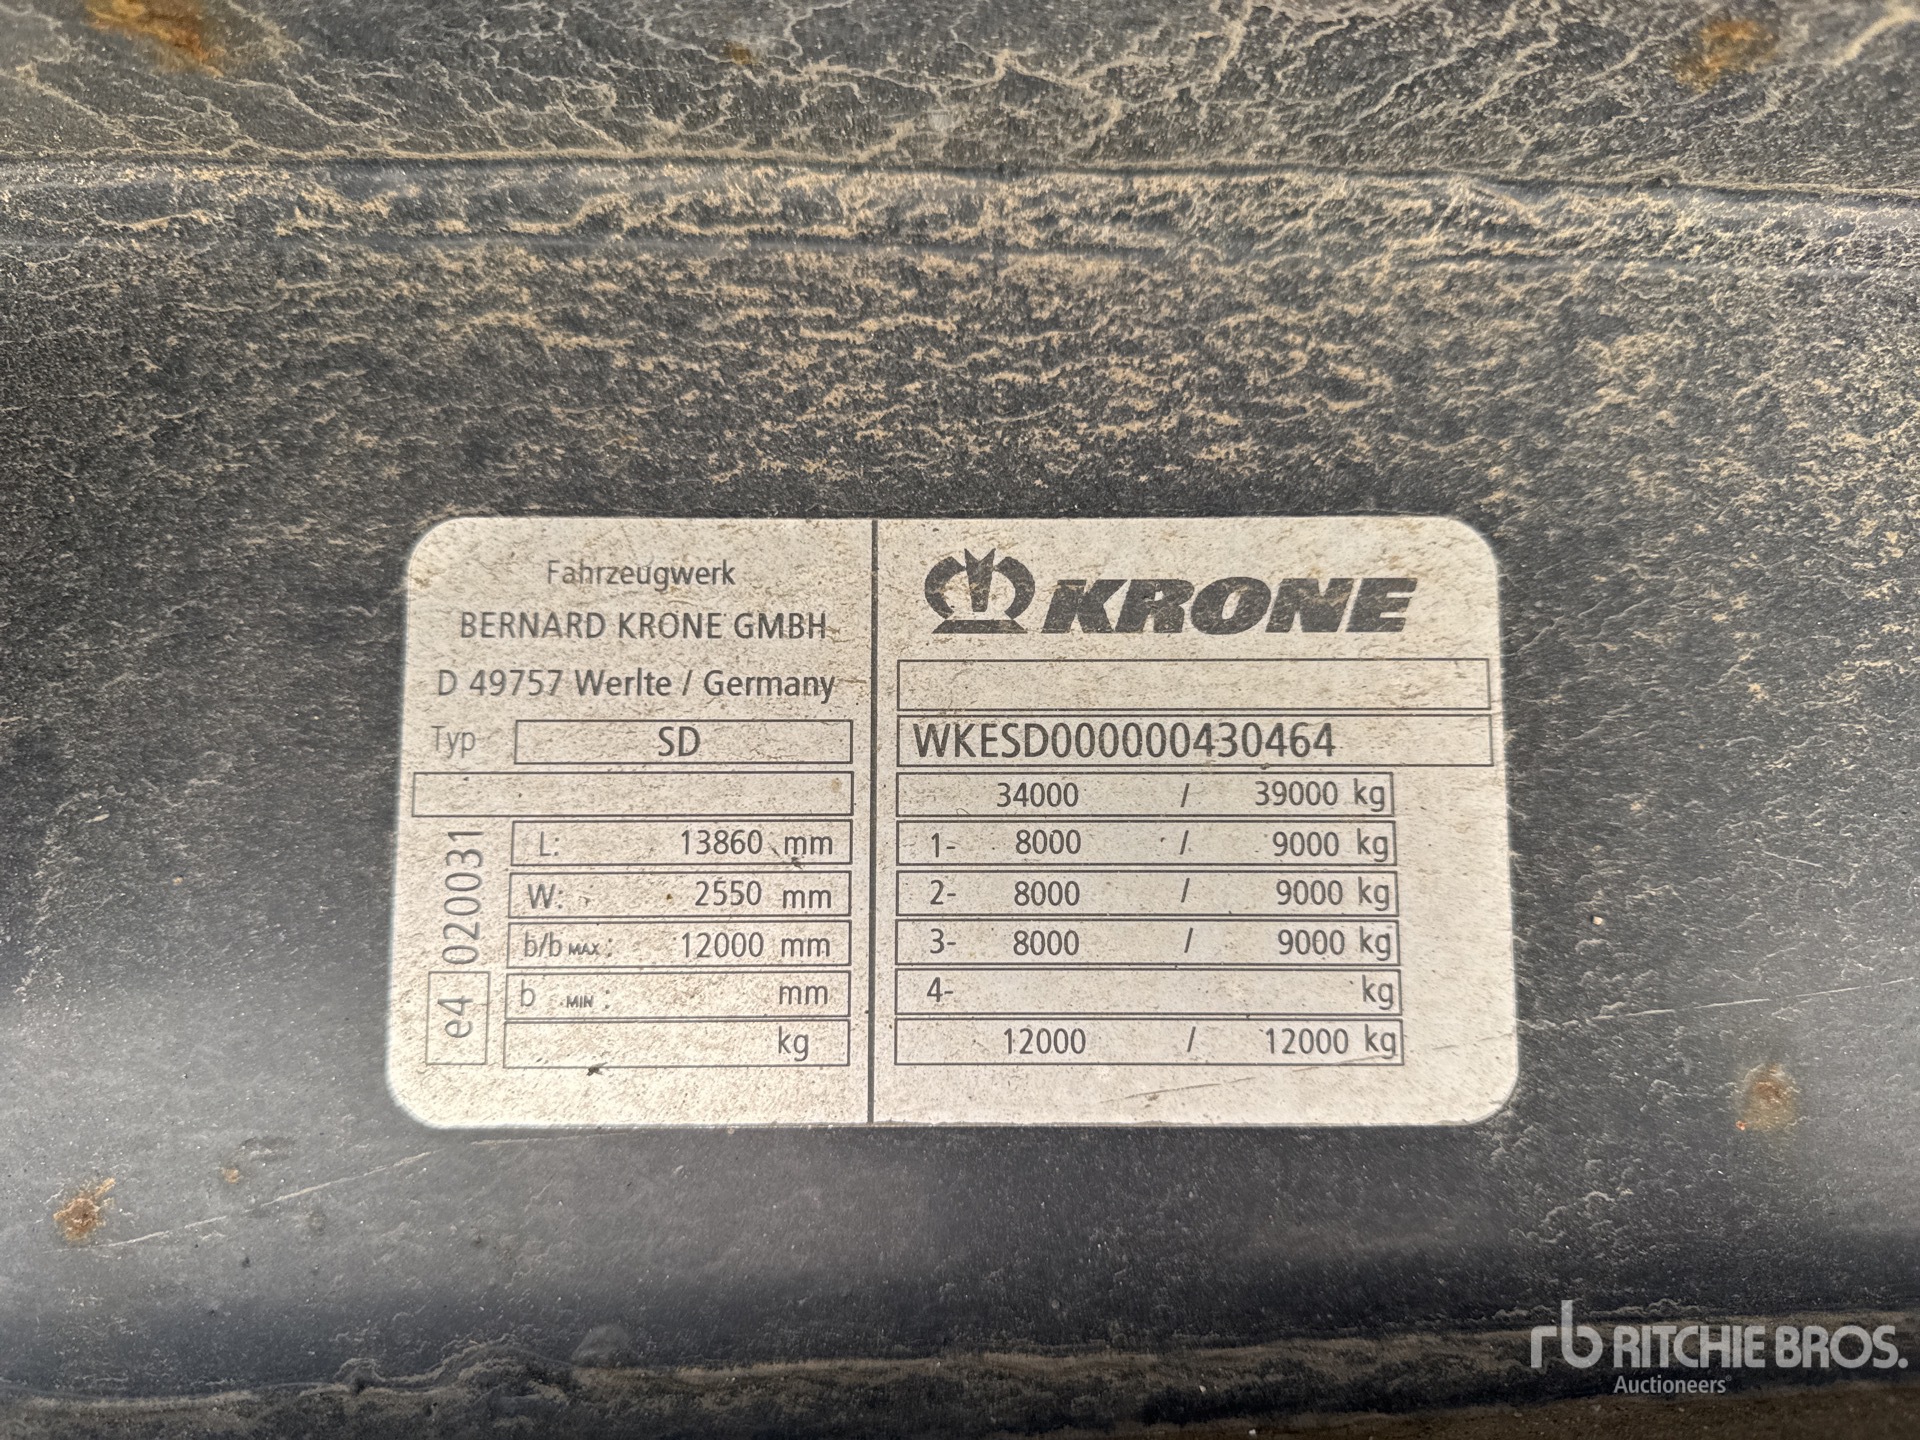 Fahrzeugwerk
BERNARD KRONE GMBH
D 49757 Werlte / Germany
Typ SD
L: 13860 mm
W: 2550 mm
b/b MAX : 12000 mm
b MIN : mm
kg
e4 020031
KRONE
WKESD000000430464
34000 / 39000 kg
1- 8000 / 9000 kg
2- 8000 / 9000 kg
3- 8000 / 9000 kg
4- kg
12000 / 12000 kg
rb RITCHIE BROS.
Auctioneers